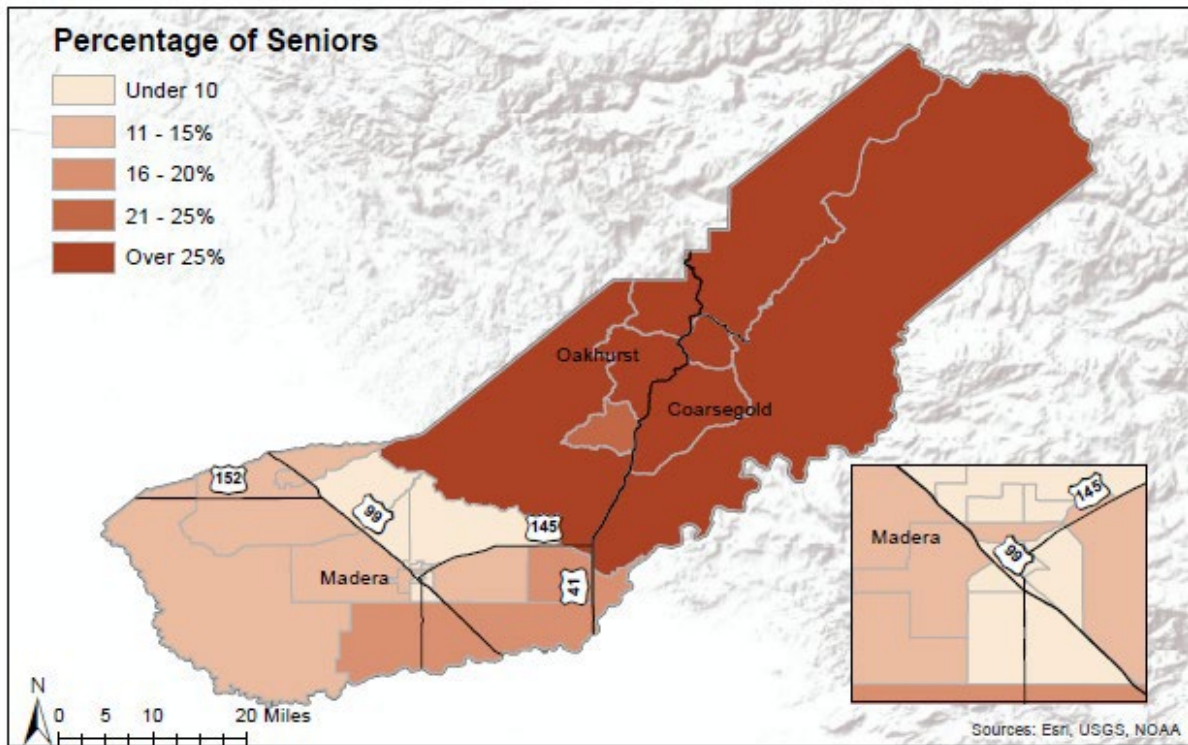 Percentage of Seniors
Under 10
11 - 15%
16 - 20%
21 - 25%
Over 25%
Oakhurst
Coarsegold
152
99
145
Madera
41
145
Madera
99
N
0 5 10 20 Miles
Sources: Esri, USGS, NOAA